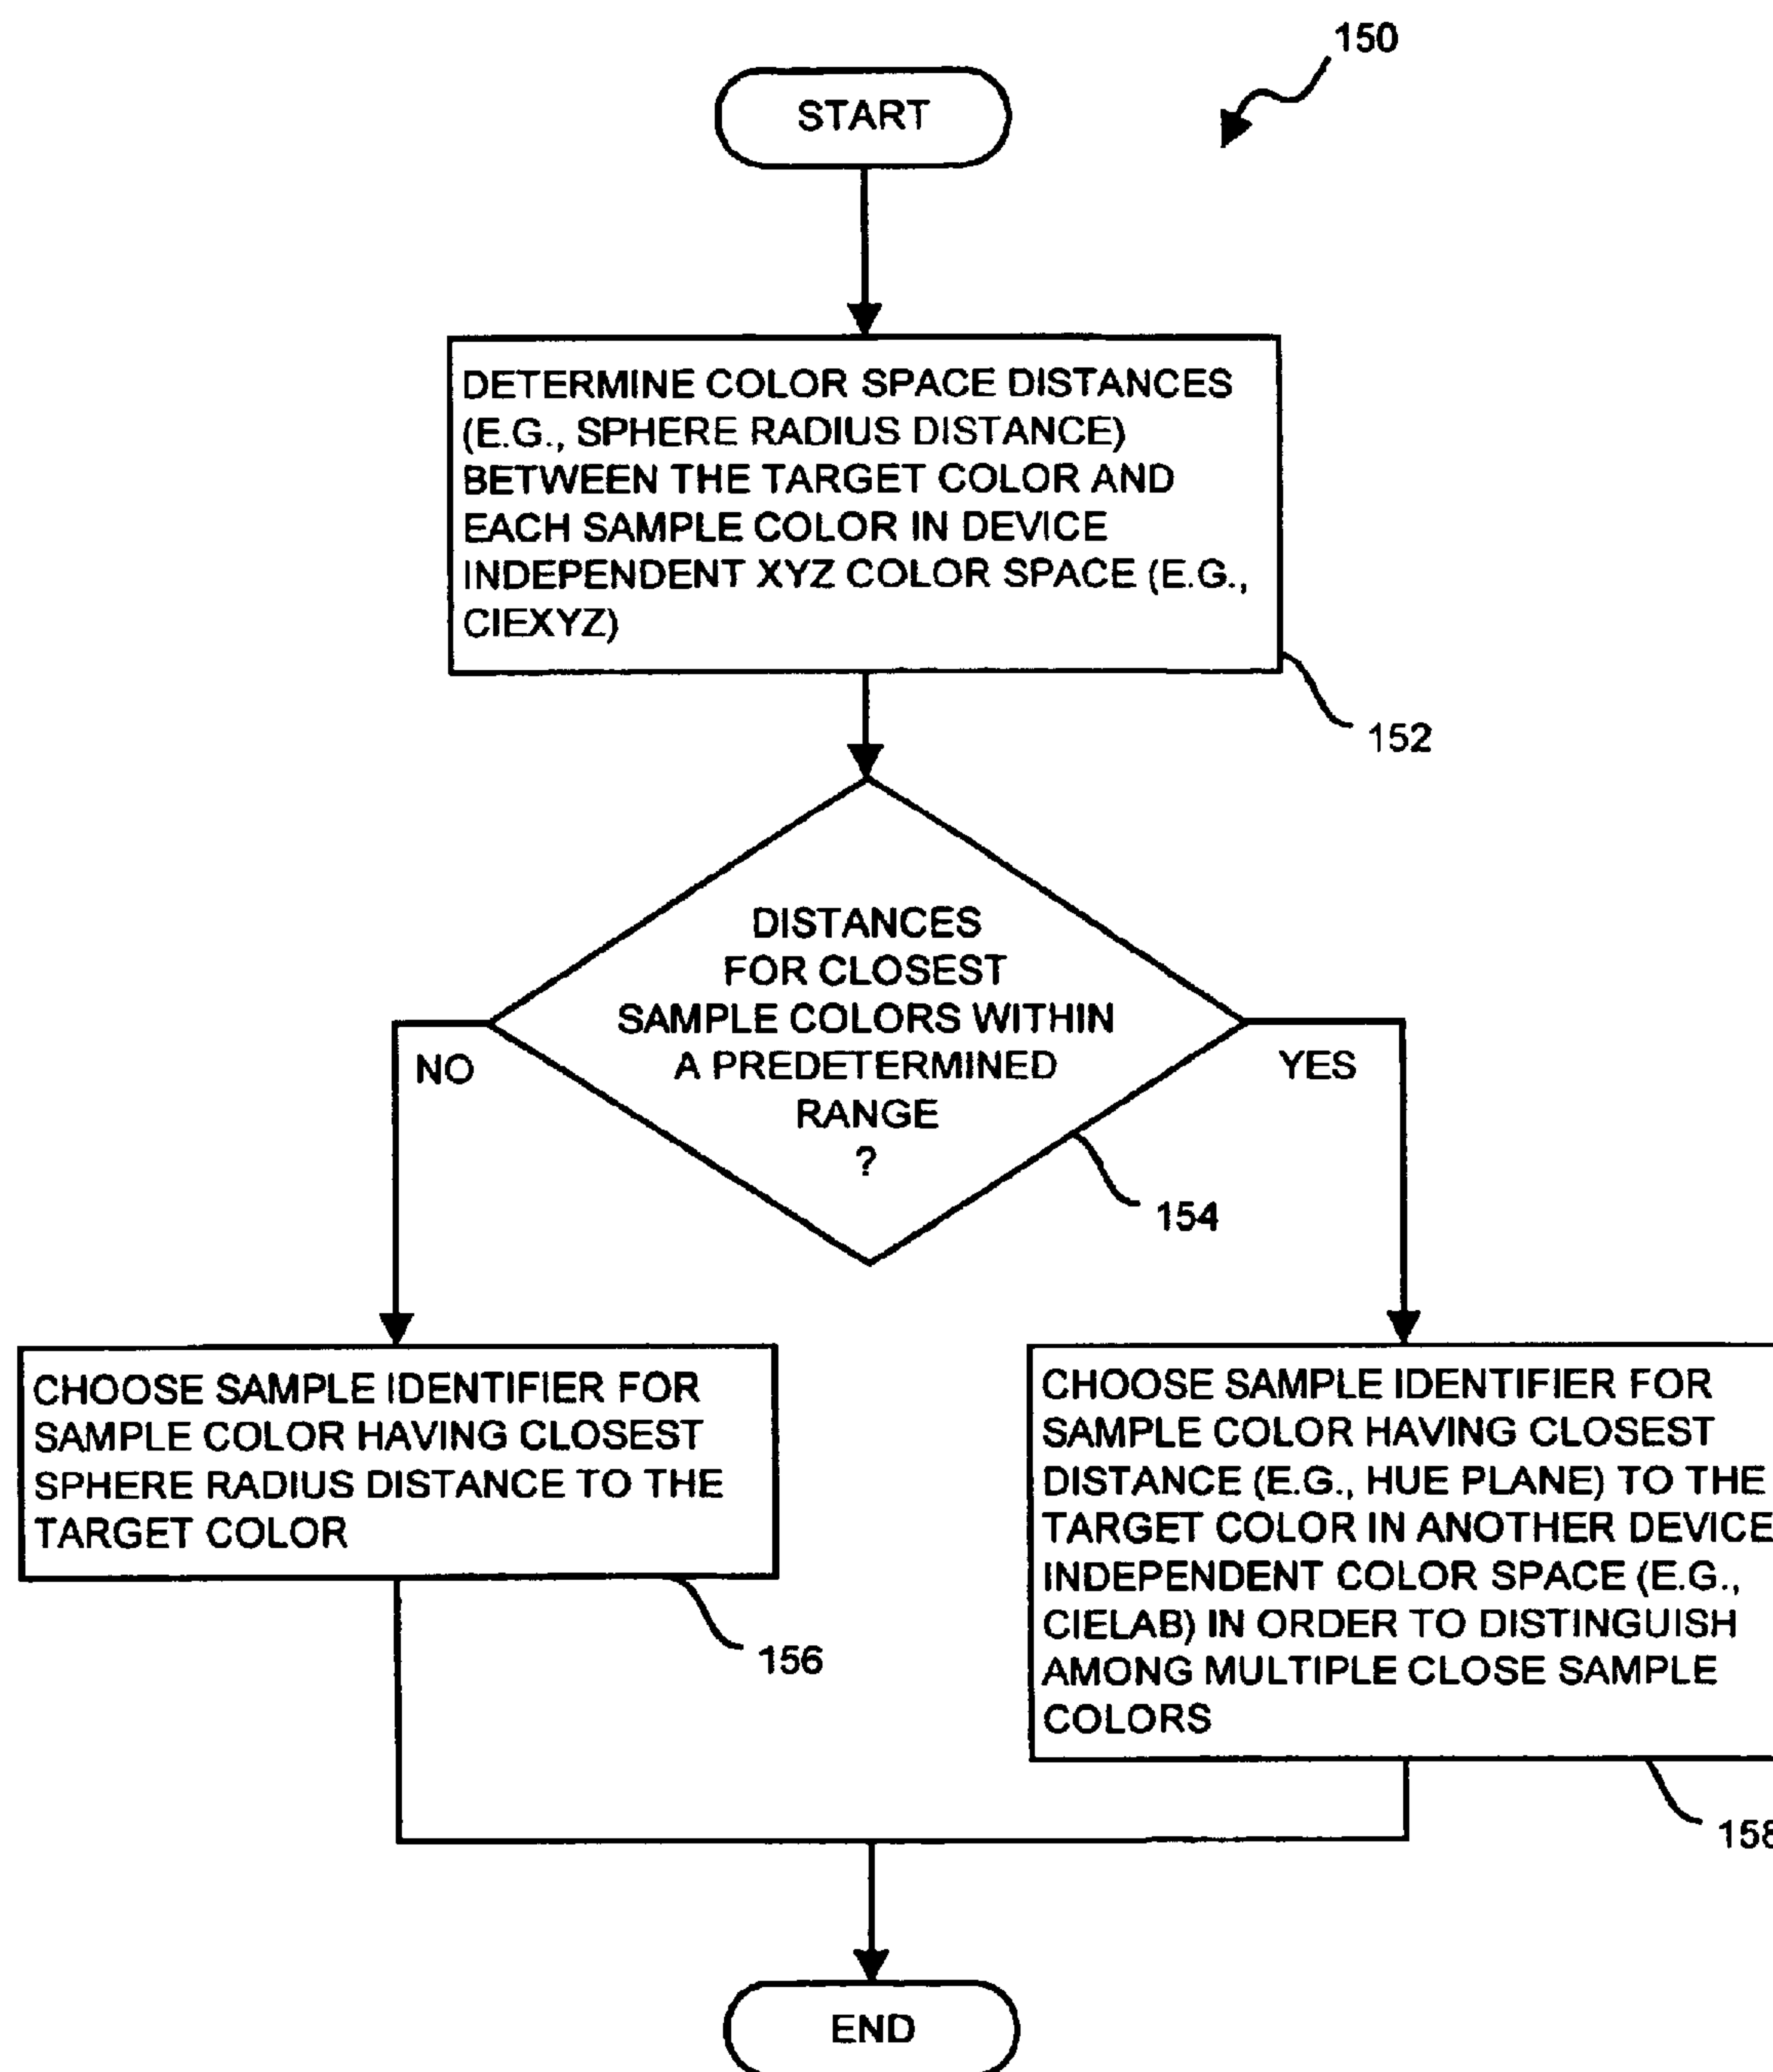 150
START
DETERMINE COLOR SPACE DISTANCES
(E.G., SPHERE RADIUS DISTANCE)
BETWEEN THE TARGET COLOR AND
EACH SAMPLE COLOR IN DEVICE
INDEPENDENT XYZ COLOR SPACE (E.G.,
CIEXYZ)
152
DISTANCES
FOR CLOSEST
SAMPLE COLORS WITHIN
A PREDETERMINED
RANGE
?
NO
YES
154
CHOOSE SAMPLE IDENTIFIER FOR
SAMPLE COLOR HAVING CLOSEST
SPHERE RADIUS DISTANCE TO THE
TARGET COLOR
156
CHOOSE SAMPLE IDENTIFIER FOR
SAMPLE COLOR HAVING CLOSEST
DISTANCE (E.G., HUE PLANE) TO THE
TARGET COLOR IN ANOTHER DEVICE
INDEPENDENT COLOR SPACE (E.G.,
CIELAB) IN ORDER TO DISTINGUISH
AMONG MULTIPLE CLOSE SAMPLE
COLORS
158
END